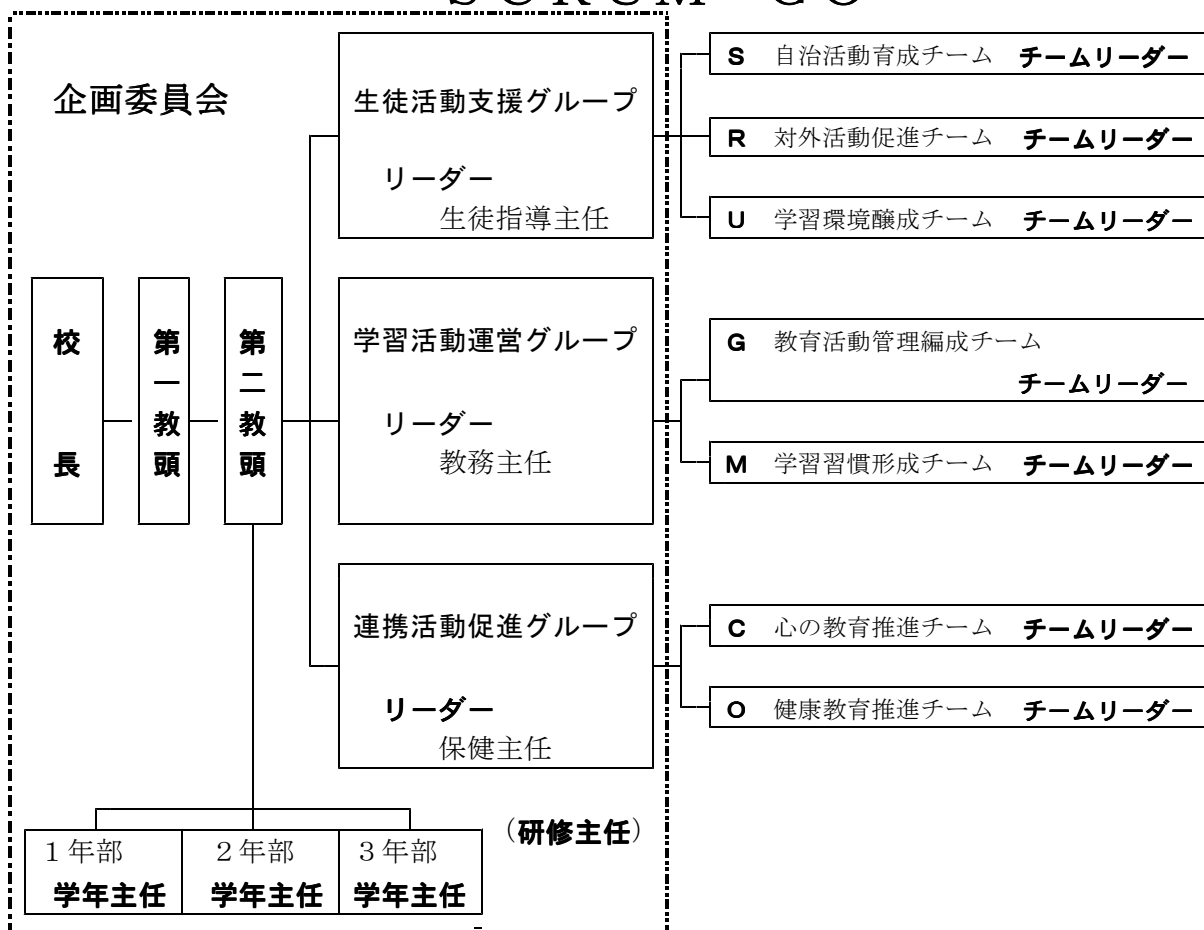 企画委員会
生徒活動支援グループ
リーダー
生徒指導主任
S 自治活動育成チーム チームリーダー
R 対外活動促進チーム チームリーダー
U 学習環境醸成チーム チームリーダー
校長
第一教頭
第二教頭
学習活動運営グループ
リーダー
教務主任
G 教育活動管理編成チーム
チームリーダー
M 学習習慣形成チーム チームリーダー
連携活動促進グループ
リーダー
保健主任
C 心の教育推進チーム チームリーダー
O 健康教育推進チーム チームリーダー
（研修主任）
１年部
学年主任
２年部
学年主任
３年部
学年主任